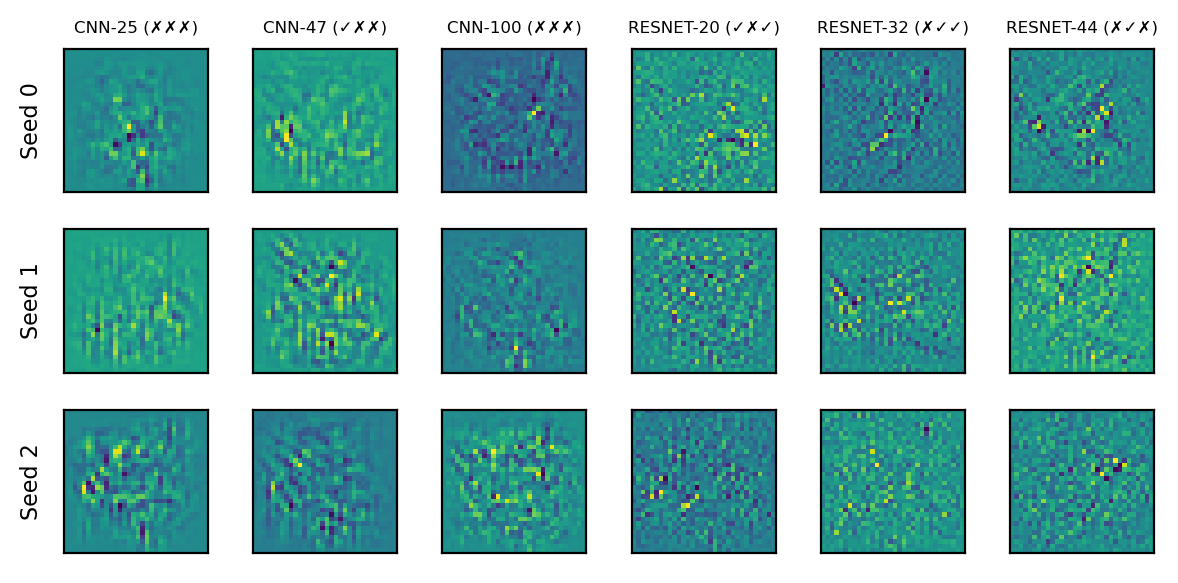 CNN-25 (✗✗✗) CNN-47 (✓✗✗) CNN-100 (✗✗✗) RESNET-20 (✓✗✓) RESNET-32 (✗✓✓) RESNET-44 (✗✓✗)
Seed 0
Seed 1
Seed 2